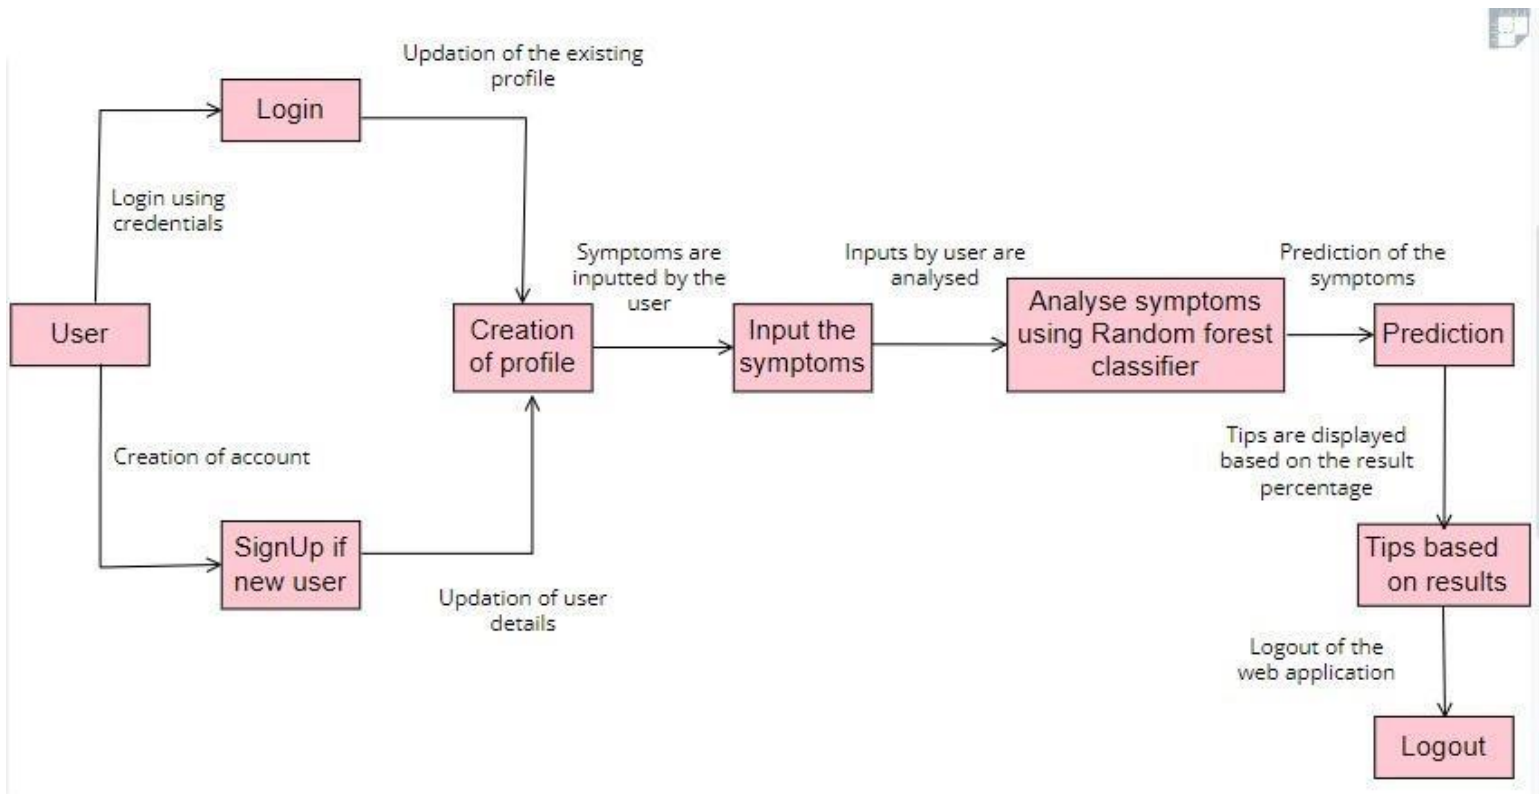 Updation of the existing
profile
Login
Login using
credentials
User
Creation of account
SignUp if
new user
Updation of user
details
Creation
of profile
Symptoms are
inputted by the
user
Input the
symptoms
Inputs by user are
analysed
Analyse symptoms
using Random forest
classifier
Prediction of the
symptoms
Prediction
Tips are displayed
based on the result
percentage
Tips based
on results
Logout of the
web application
Logout